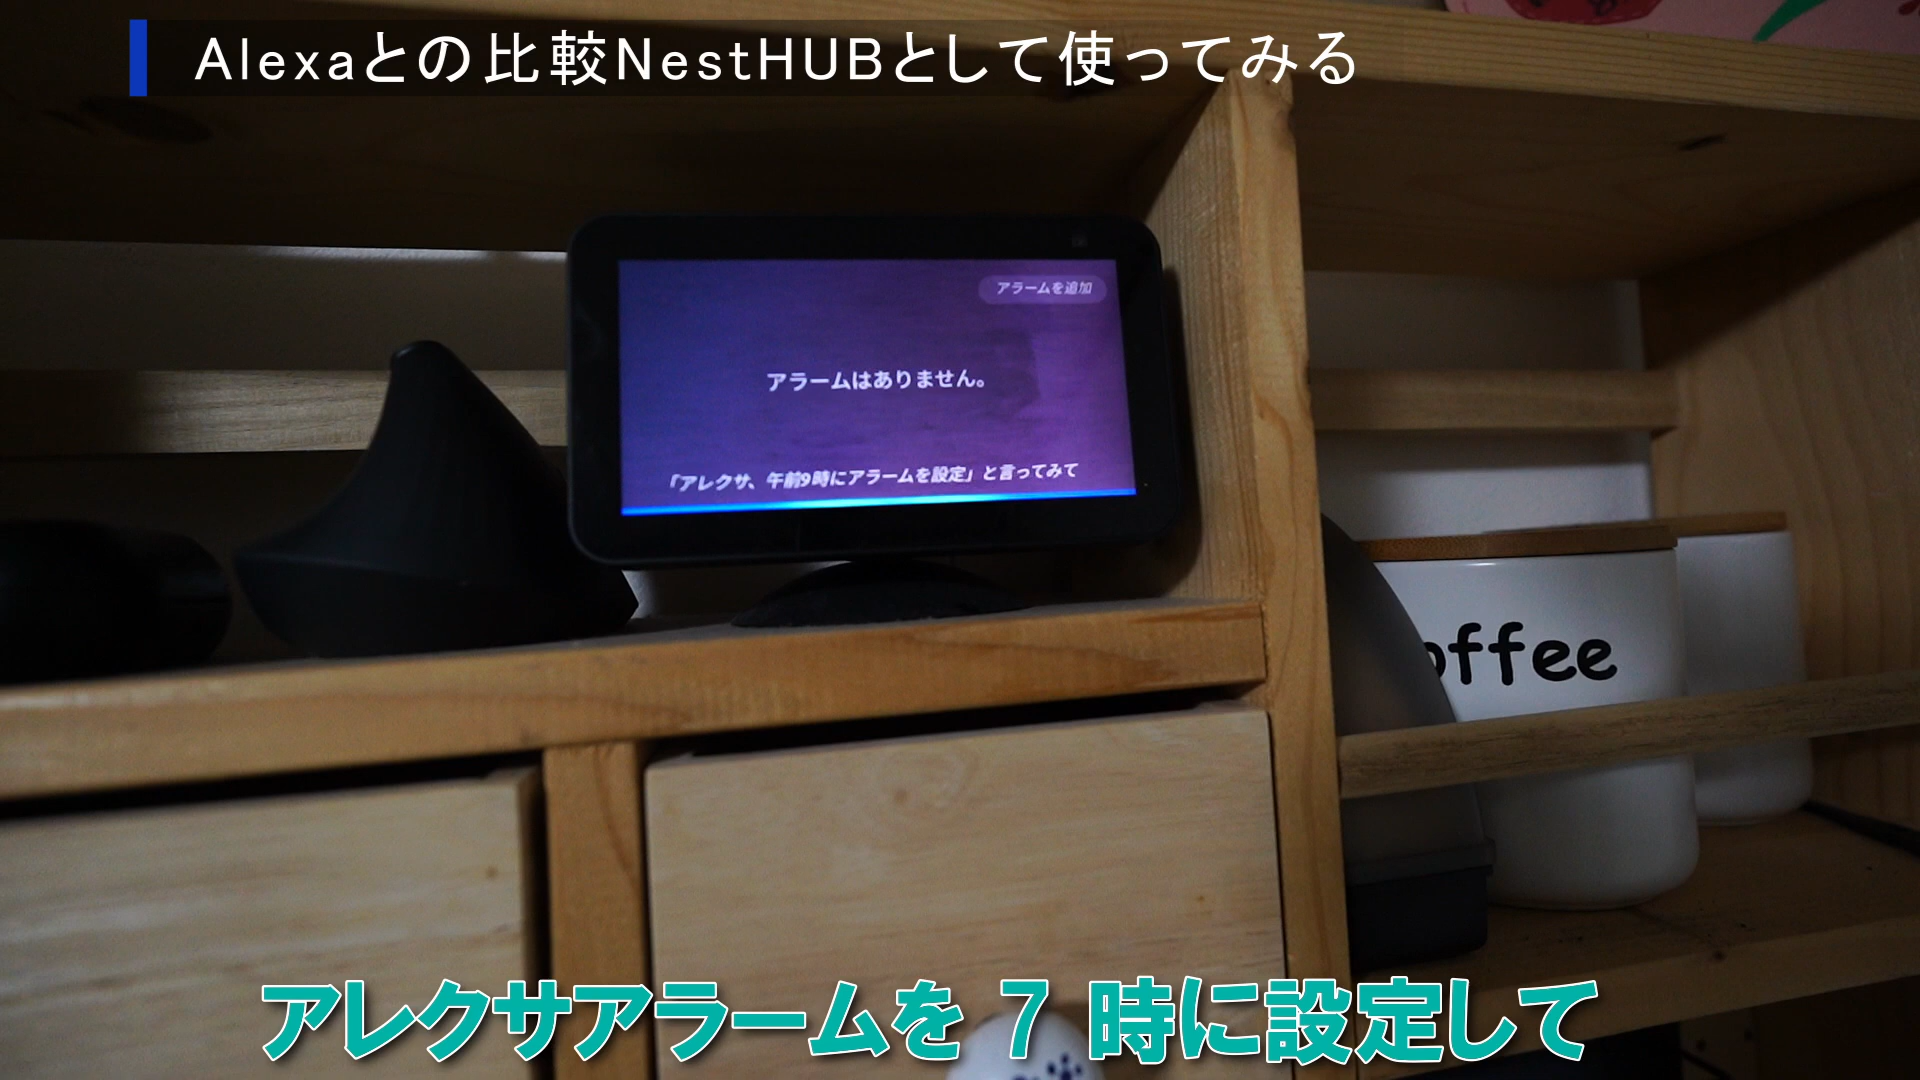 Alexaとの比較NestHUBとして使ってみる
アラームを追加
アラームはありません。
「アレクサ、午前9時にアラームを設定」と言ってみて
offee
アレクサアラームを 7 時に設定して